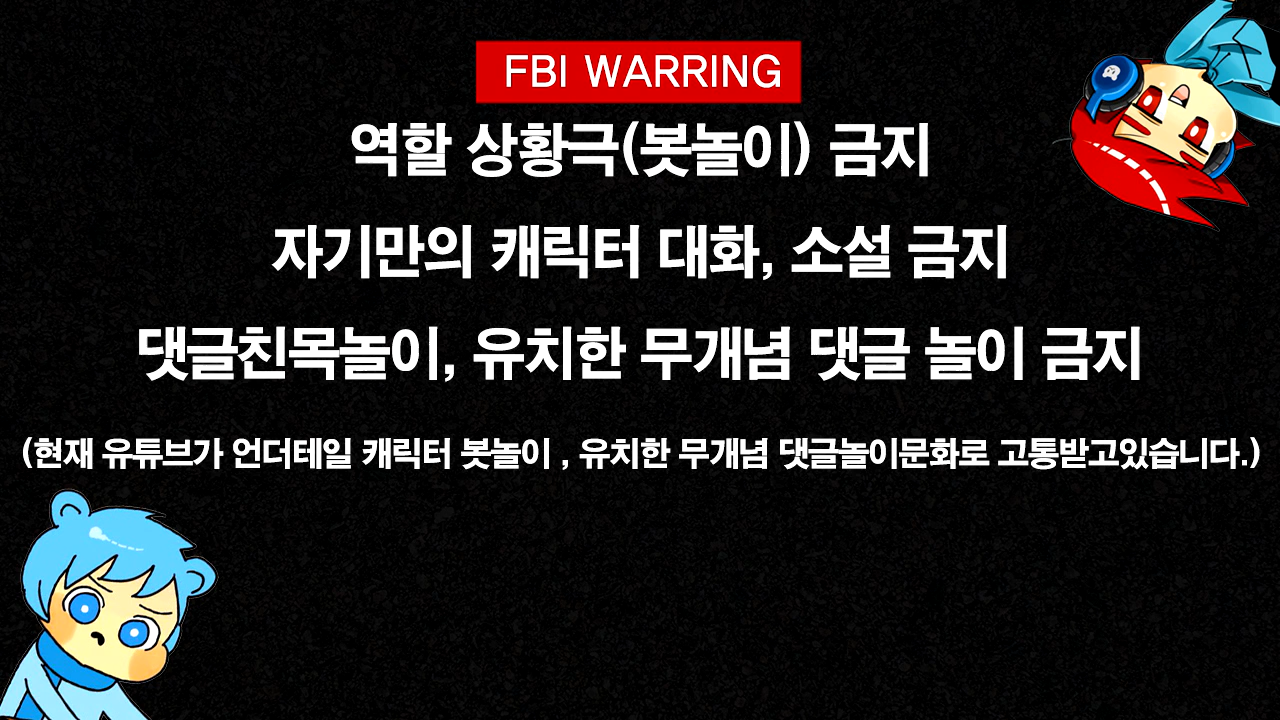 FBI WARRING
역할 상황극(봇놀이) 금지
자기만의 캐릭터 대화, 소설 금지
댓글친목놀이, 유치한 무개념 댓글 놀이 금지
(현재 유튜브가 언더테일 캐릭터 봇놀이 , 유치한 무개념 댓글놀이문화로 고통받고있습니다.)